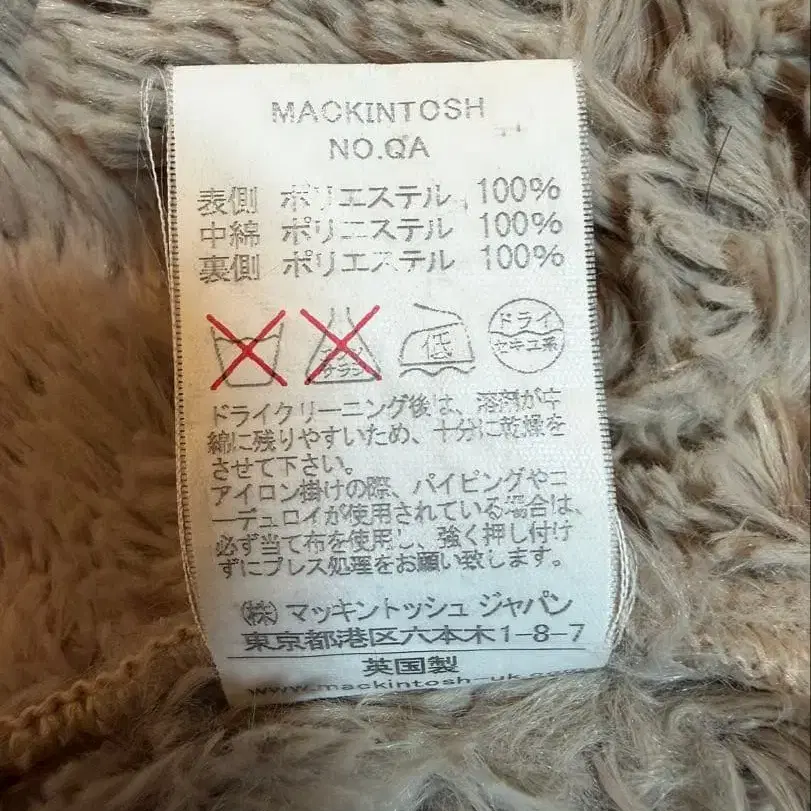 MACKINTOSH
NO.QA
表側 ポリエステル 100%
中綿 ポリエステル 100%
裏側 ポリエステル 100%
低 ドライ
セキユ系
ドライクリーニング後は、溶剤が中
綿に残りやすいため、十分に乾燥を
させて下さい。
アイロン掛けの際、パイピングやコ
ーデュロイが使用されている場合は、
必ず当て布を使用し、強く押し付け
ずにプレス処理をお願い致します。
(株)マッキントッシュ ジャパン
東京都港区六本木1-8-7
英国製
www.mackintosh-uk.com